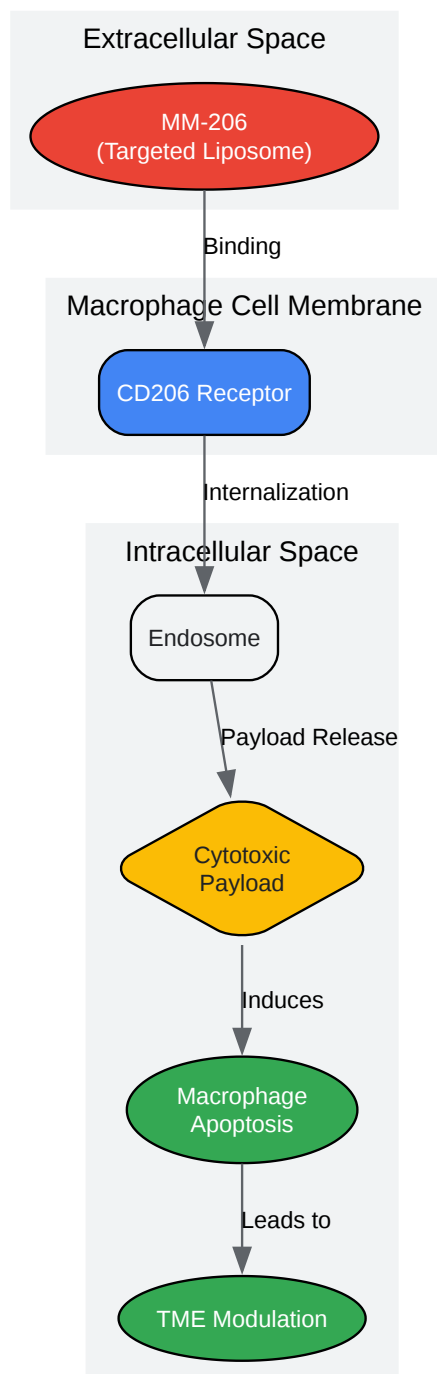 Extracellular Space
MM-206
(Targeted Liposome)
Binding
Macrophage Cell Membrane
CD206 Receptor
Internalization
Intracellular Space
Endosome
Payload Release
Cytotoxic
Payload
Induces
Macrophage
Apoptosis
Leads to
TME Modulation